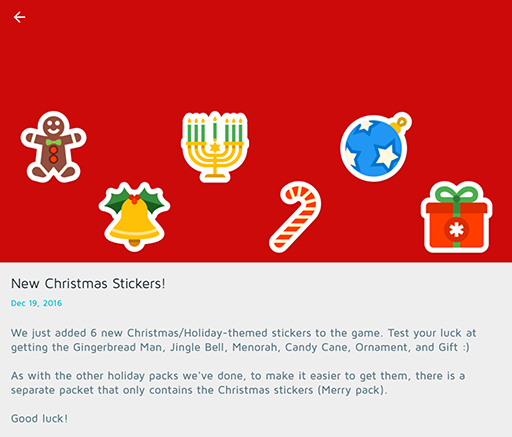 New Christmas Stickers!
Dec 19, 2016
We just added 6 new Christmas/Holiday-themed stickers to the game. Test your luck at
getting the Gingerbread Man, Jingle Bell, Menorah, Candy Cane, Ornament, and Gift :)
As with the other holiday packs we've done, to make it easier to get them, there is a
separate packet that only contains the Christmas stickers (Merry pack).
Good luck!